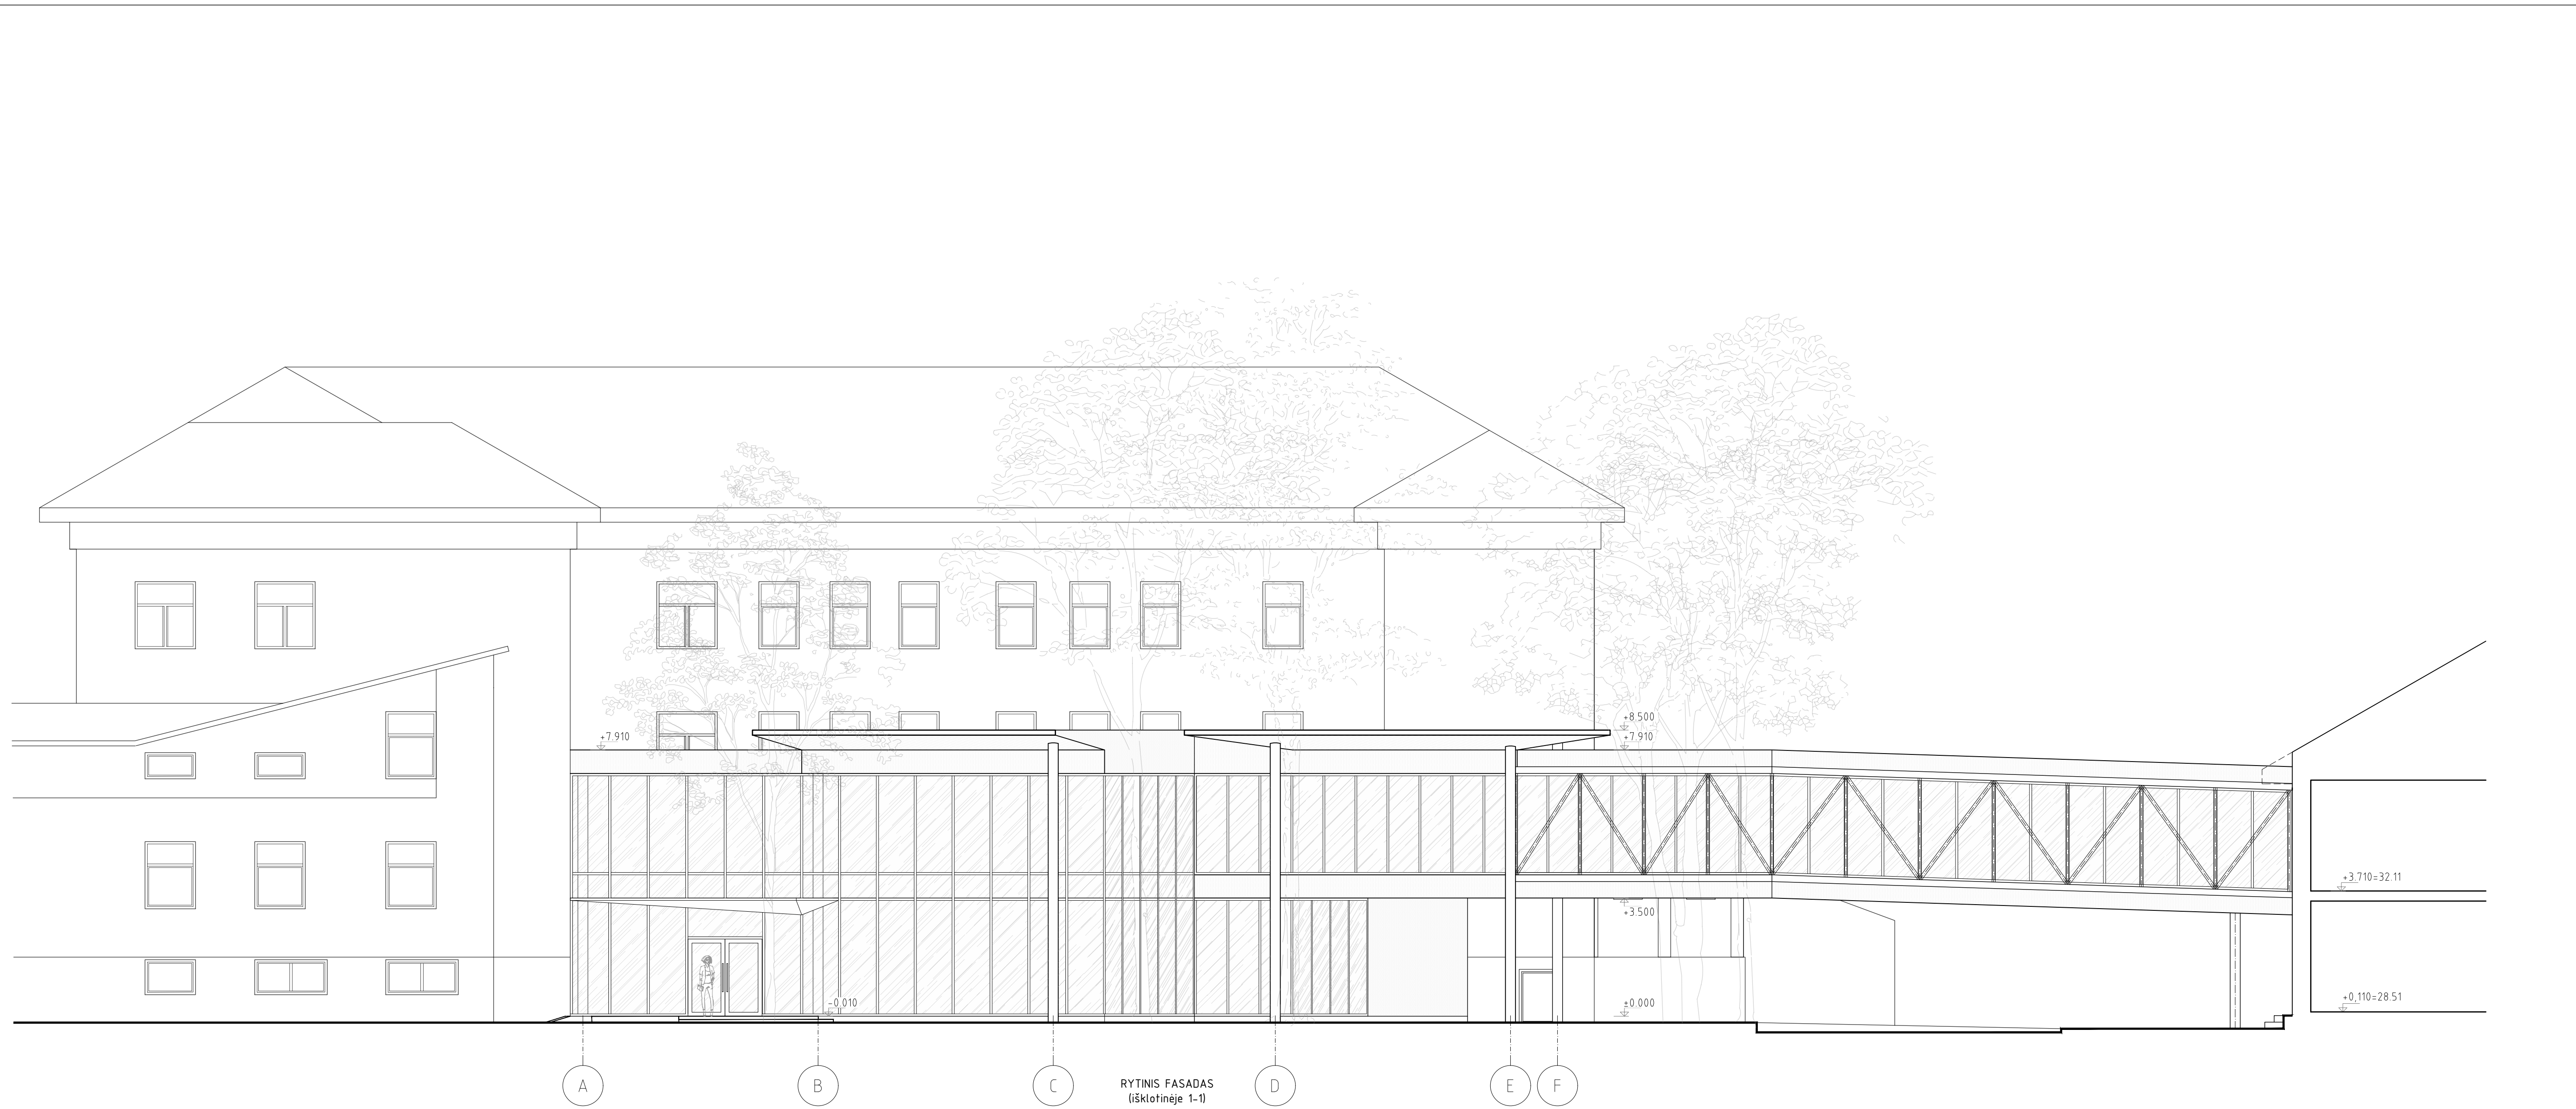 +8.500
+7.910
+7.910
+3.710=32.11
+3.500
-0,010
±0.000
+0,110=28.51
A
B
C
D
E
F
RYTINIS FASADAS
(išklotinėje 1-1)